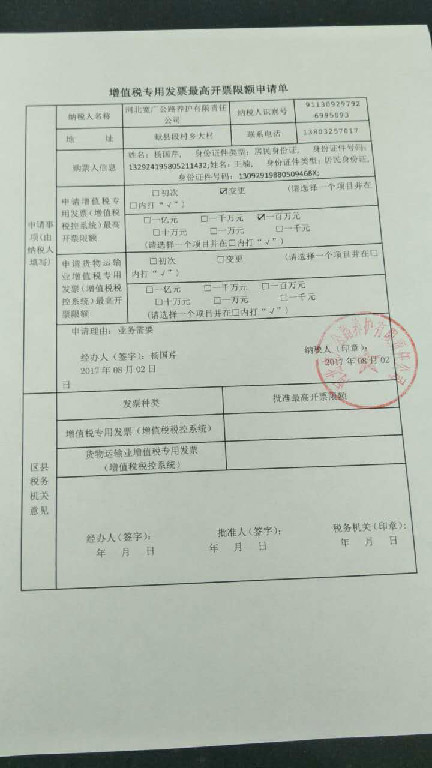 增值税专用发票最高开票限额申请单
纳税人名称 河北宽广公路养护有限责任公司 纳税人识别号
地 址 献县段村乡大村 联系电话
购票人信息 姓名:杨国芹, 身份证件类型:居民身份证, 身份证件号码:
132924195805211432;姓名:王楠, 身份证件类型:居民身份证,
身份证件号码:
申请事项(由纳税人填写)
申请增值税专用发票(增值税税控系统)最高开票限额
□初次 ☑变更 (请选择一个项目并在□内打“√”)
□一亿元 □一千万元 ☑一百万元
□十万元 □一万元 □一千元
(请选择一个项目并在□内打“√”)
申请货物运输业增值税专用发票(增值税税控系统)最高开票限额
□初次 □变更 (请选择一个项目并在□内打“√”)
□一亿元 □一千万元 □一百万元
□十万元 □一万元 □一千元
(请选择一个项目并在□内打“√”)
申请理由:业务需要
经办人(签字):杨国芹 纳税人(印章):
2017 年 08 月 02 日 2017 年 08 月 02
区县税务机关意见
发票种类 批准最高开票限额
增值税专用发票(增值税税控系统)
货物运输业增值税专用发票
(增值税税控系统)
经办人(签字): 批准人(签字): 税务机关(印章):
年 月 日 年 月 日 年 月 日